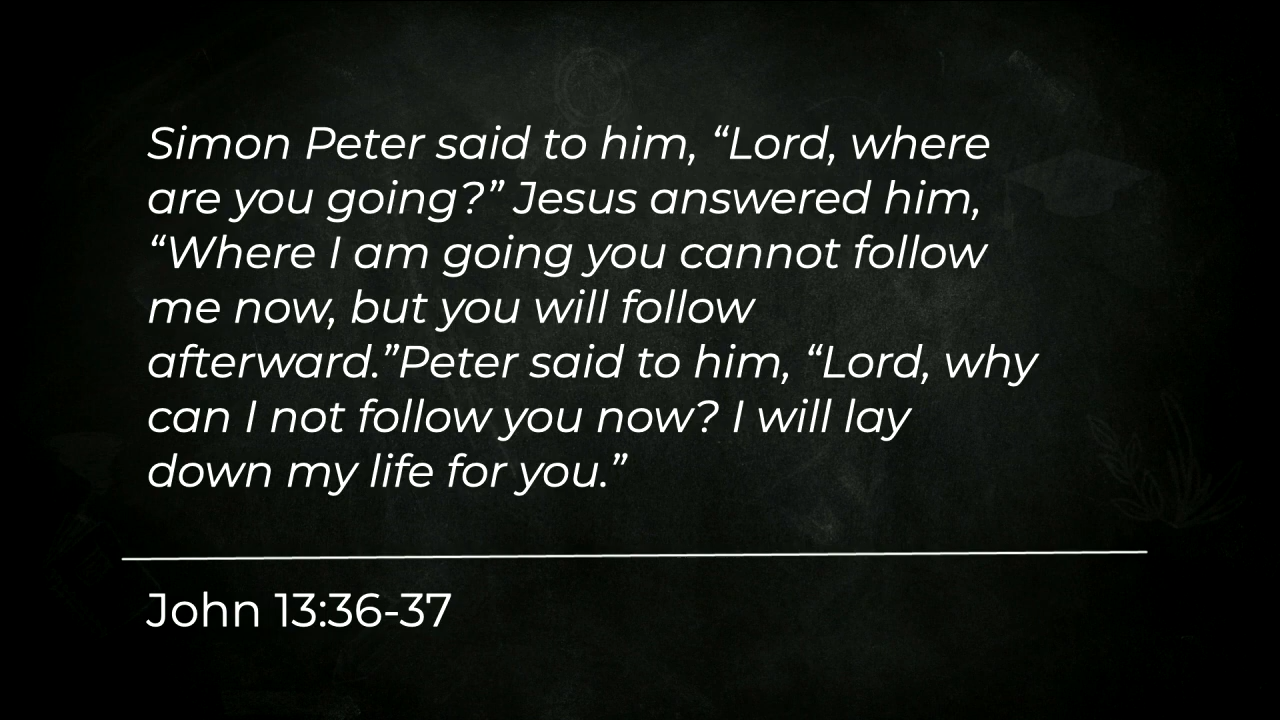 Simon Peter said to him, “Lord, where
are you going?” Jesus answered him,
“Where I am going you cannot follow
me now, but you will follow
afterward.”Peter said to him, “Lord, why
can I not follow you now? I will lay
down my life for you.”
John 13:36-37